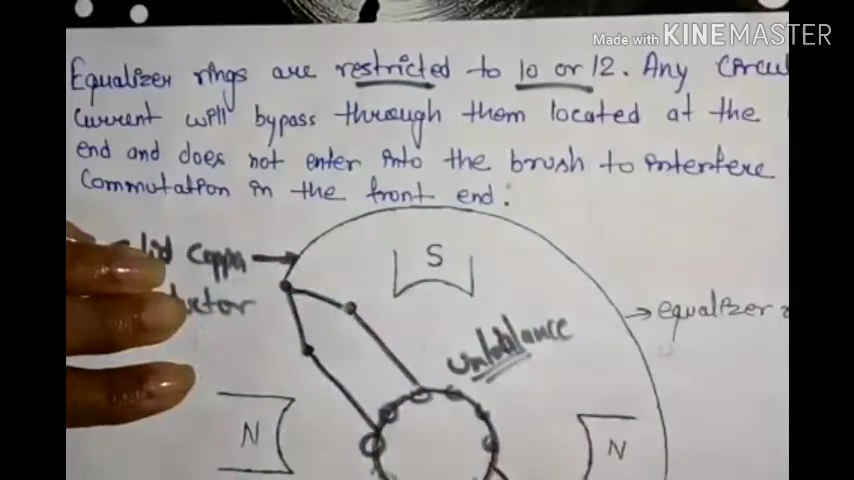 Made with KINEMASTER
Equalizer rings are restricted to 10 or 12. Any
current will bypass through them located at the
end and does not enter into the brush to interfere
Commutation in the front end.
S
unbalance
equalizer
N
N